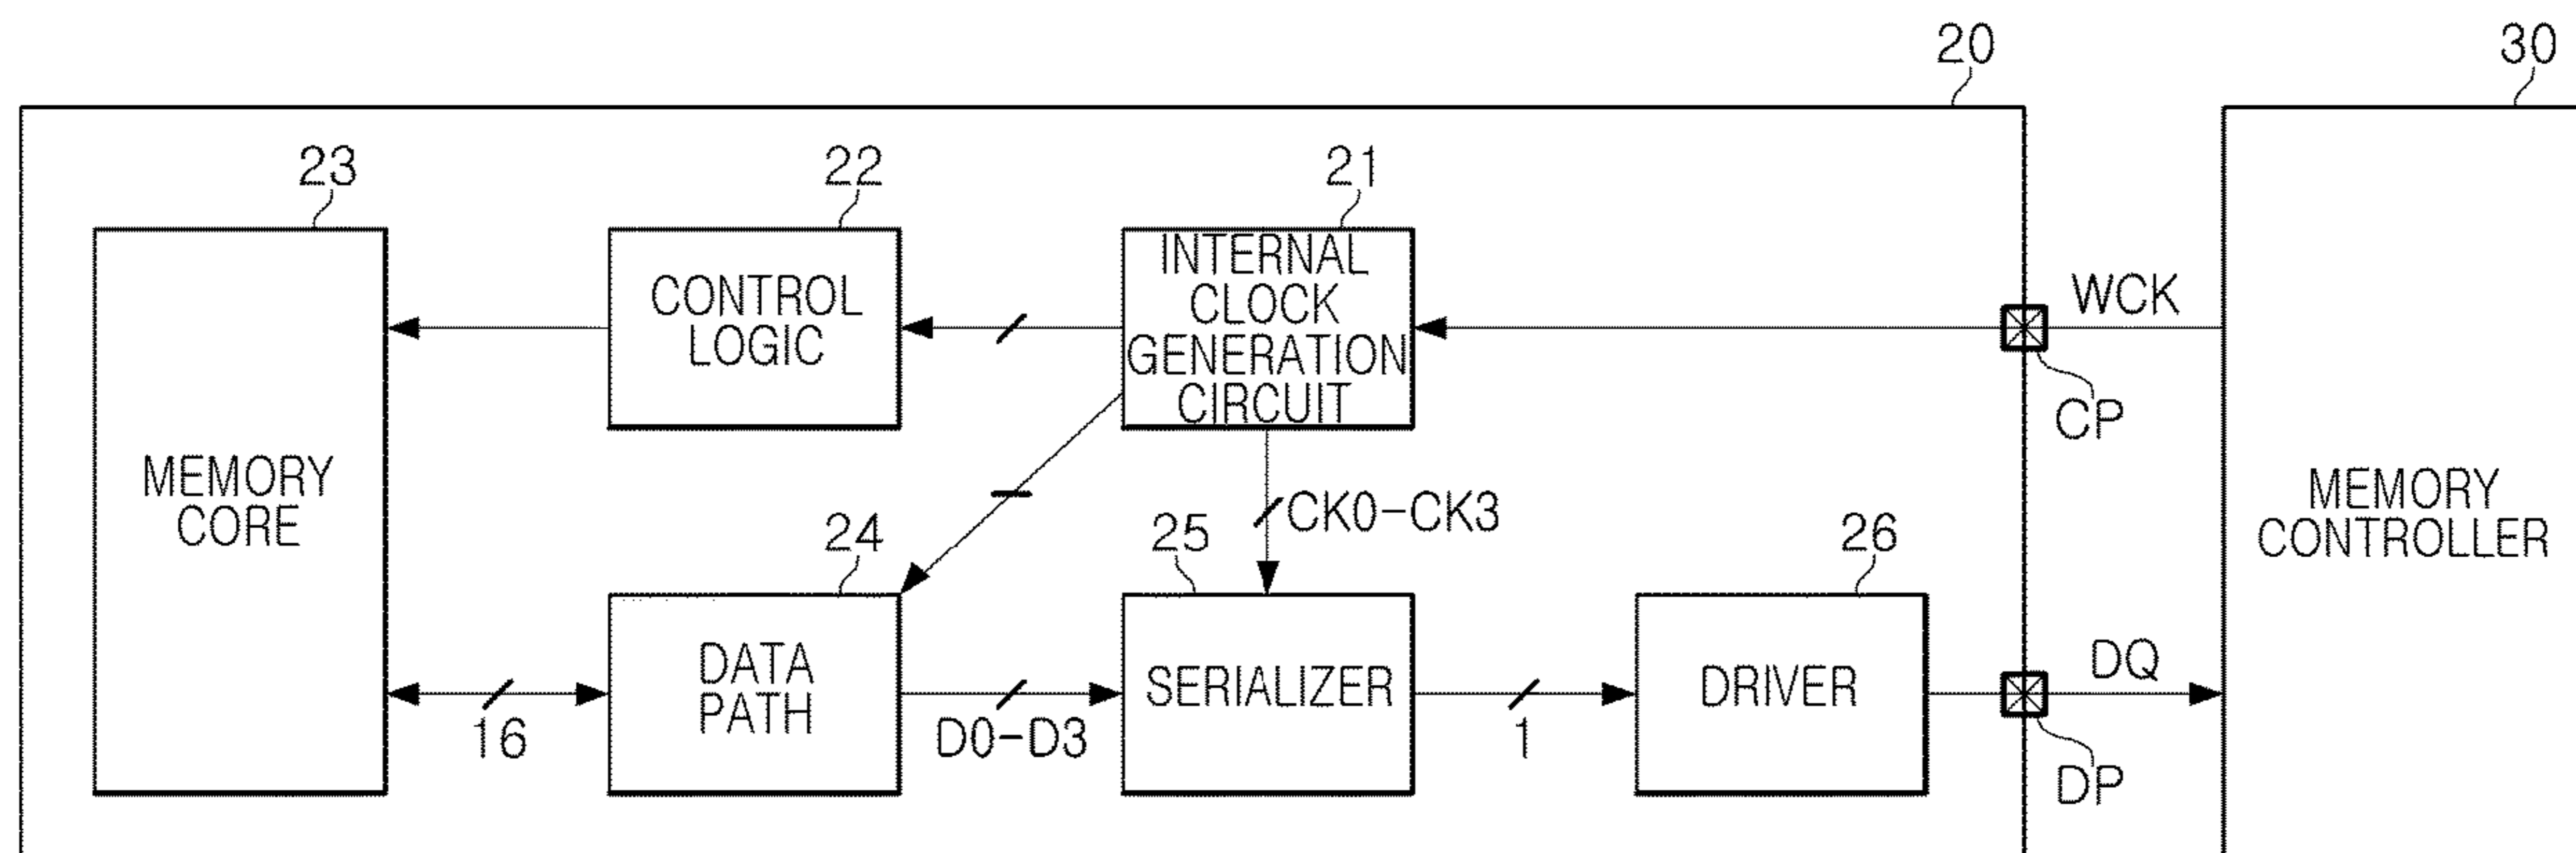 20
30
23
22
21
MEMORY
CORE
CONTROL
LOGIC
INTERNAL
CLOCK
GENERATION
CIRCUIT
WCK
CP
MEMORY
CONTROLLER
CK0-CK3
24
25
26
DATA
PATH
SERIALIZER
DRIVER
DQ
16
D0-D3
1
DP